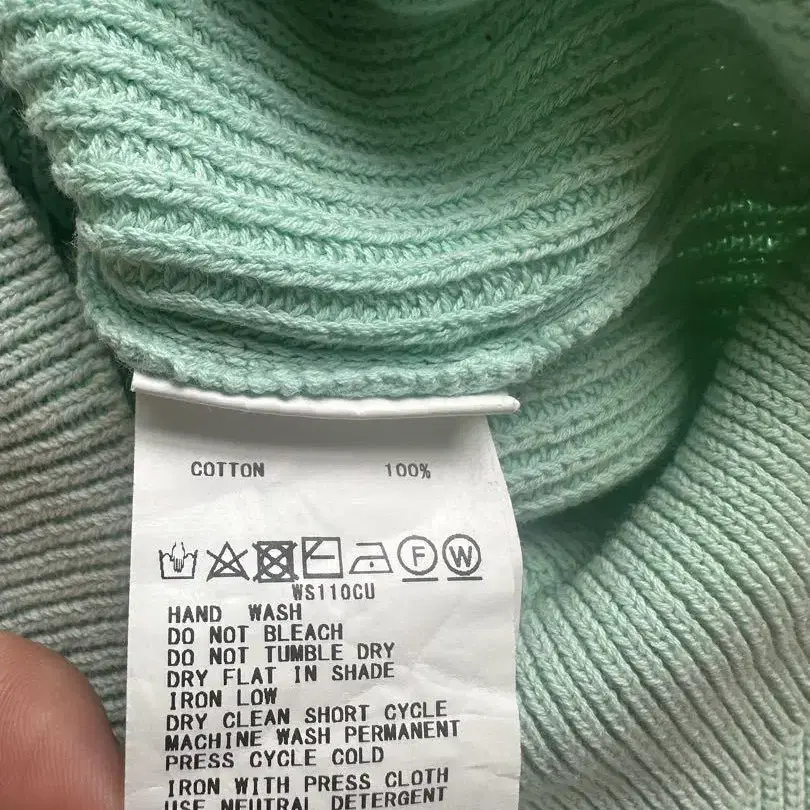 COTTON 100%
F W
WS110CU
HAND WASH
DO NOT BLEACH
DO NOT TUMBLE DRY
DRY FLAT IN SHADE
IRON LOW
DRY CLEAN SHORT CYCLE
MACHINE WASH PERMANENT
PRESS CYCLE COLD
IRON WITH PRESS CLOTH
USE NEUTRAL DETERGENT